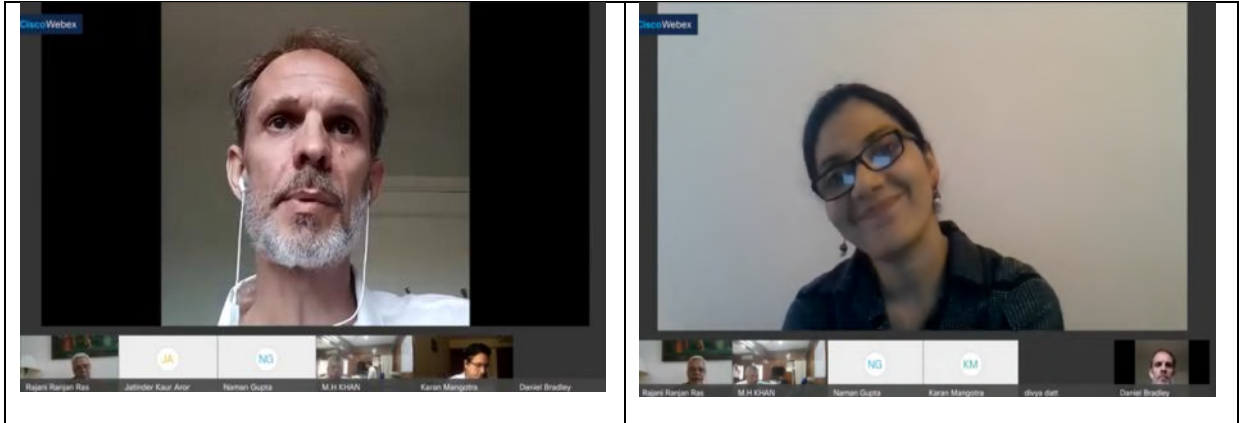 CiscoWebex
JA
NG
Rajani Ranjan Ras
Jatinder Kaur Aror
Naman Gupta
M.H KHAN
Karan Mangotra
Daniel Bradley
CiscoWebex
NG
KM
Rajani Ranjan Ras
M.H KHAN
Naman Gupta
Karan Mangotra
divya datt
Daniel Bradley